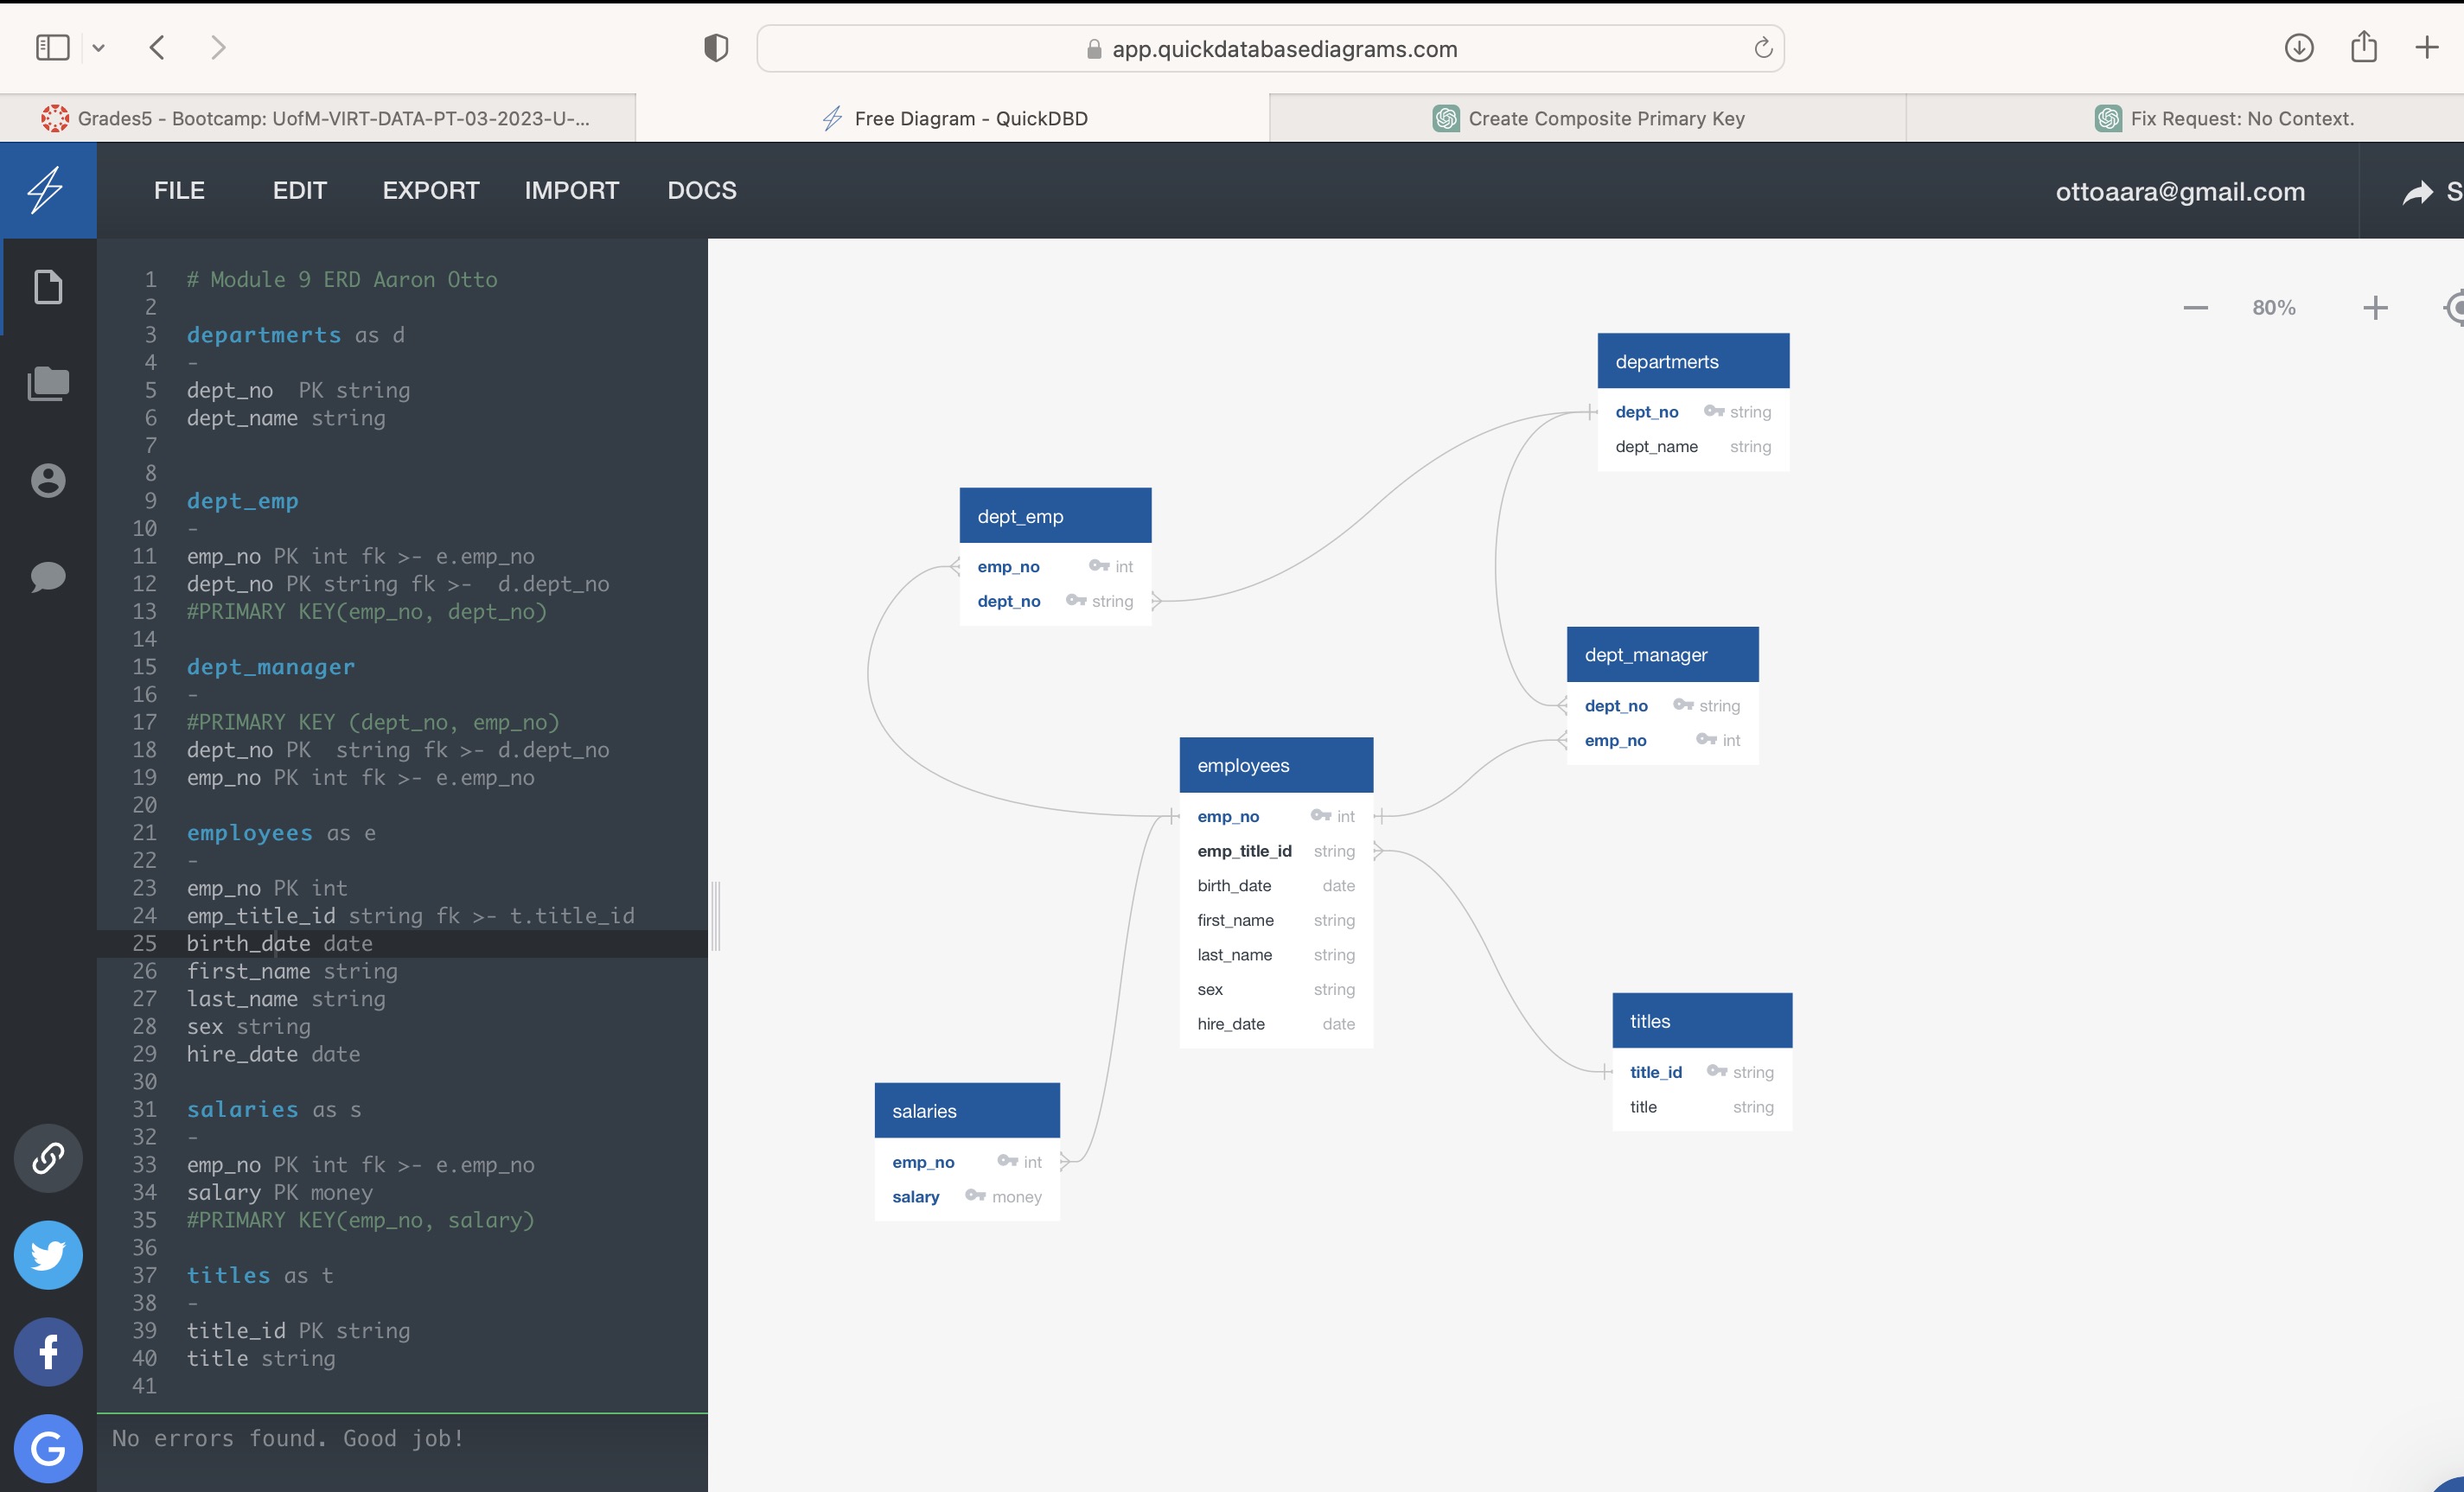 app.quickdatabasediagrams.com
Grades5 - Bootcamp: UofM-VIRT-DATA-PT-03-2023-U-...
Free Diagram - QuickDBD
Create Composite Primary Key
Fix Request: No Context.
FILE EDIT EXPORT IMPORT DOCS
ottoaara@gmail.com
S
1 # Module 9 ERD Aaron Otto
2
3 departmerts as d
4 -
5 dept_no  PK string
6 dept_name string
7
8
9 dept_emp
10 -
11 emp_no PK int fk >- e.emp_no
12 dept_no PK string fk >-  d.dept_no
13 #PRIMARY KEY(emp_no, dept_no)
14
15 dept_manager
16 -
17 #PRIMARY KEY (dept_no, emp_no)
18 dept_no PK  string fk >- d.dept_no
19 emp_no PK int fk >- e.emp_no
20
21 employees as e
22 -
23 emp_no PK int
24 emp_title_id string fk >- t.title_id
25 birth_date date
26 first_name string
27 last_name string
28 sex string
29 hire_date date
30
31 salaries as s
32 -
33 emp_no PK int fk >- e.emp_no
34 salary PK money
35 #PRIMARY KEY(emp_no, salary)
36
37 titles as t
38 -
39 title_id PK string
40 title string
41
No errors found. Good job!
80%
departmerts
dept_no string
dept_name string
dept_emp
emp_no int
dept_no string
dept_manager
dept_no string
emp_no int
employees
emp_no int
emp_title_id string
birth_date date
first_name string
last_name string
sex string
hire_date date
titles
title_id string
title string
salaries
emp_no int
salary money